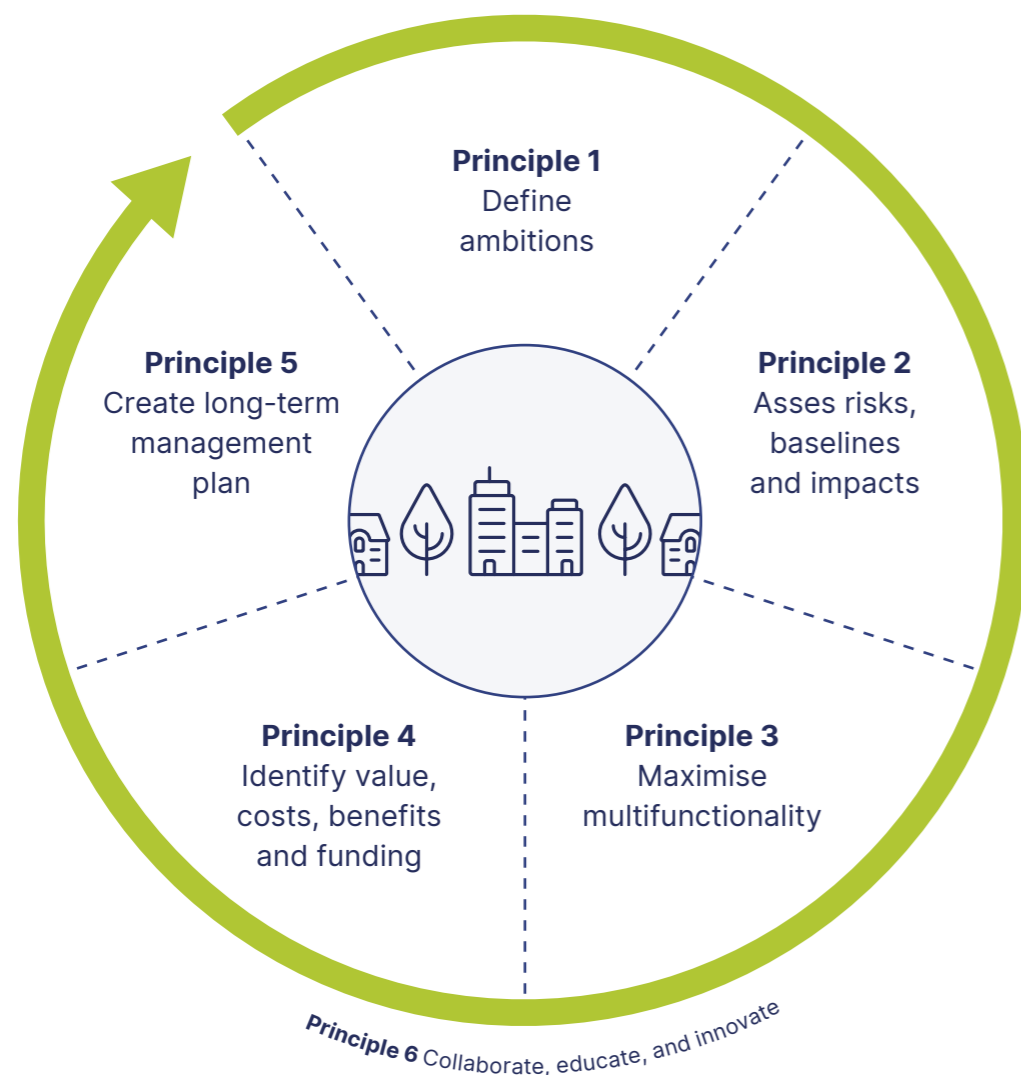 Principle 1
Define
ambitions
Principle 2
Asses risks,
baselines
and impacts
Principle 3
Maximise
multifunctionality
Principle 4
Identify value,
costs, benefits
and funding
Principle 5
Create long-term
management
plan
Principle 6 Collaborate, educate, and innovate